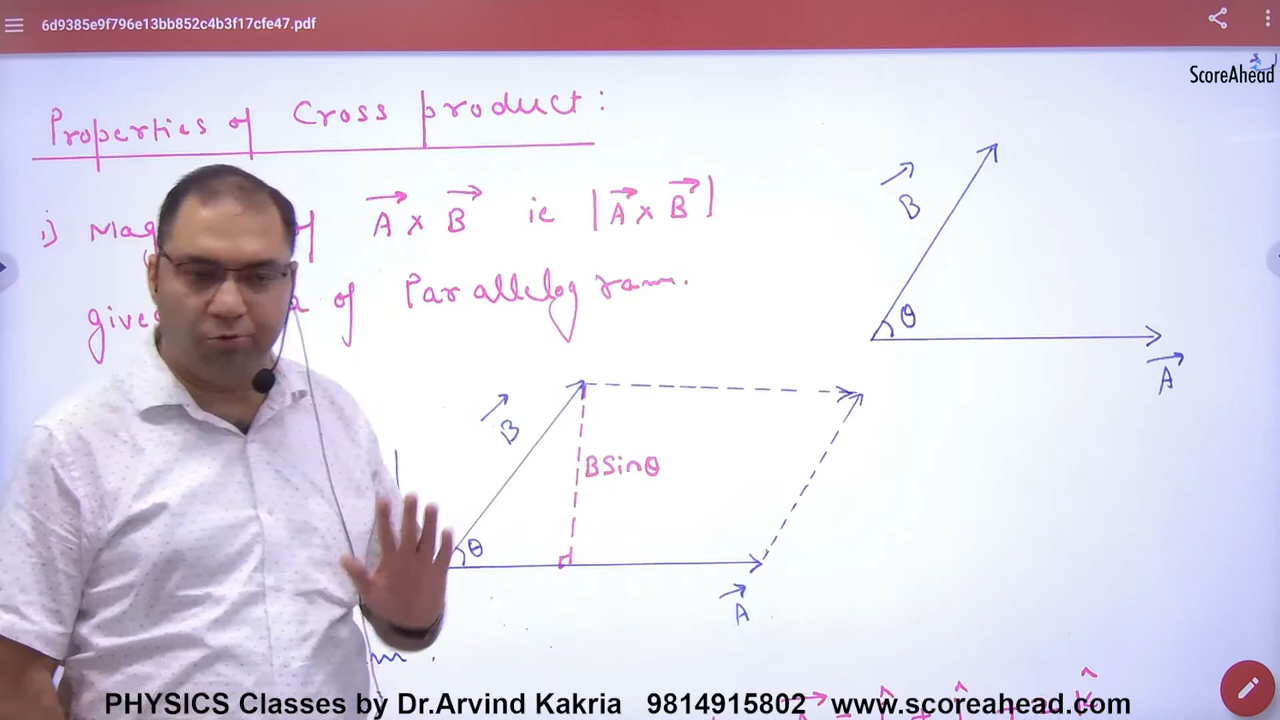 6d9385e9f796e13bb852c4b3f17cfe47.pdf
ScoreAhead
Properties of Cross product:
i) Mag of A × B ie |A × B|
gives of Parallelogram.
B
θ
A
B
BSinθ
θ
A
PHYSICS Classes by Dr.Arvind Kakria 9814915802 www.scoreahead.com